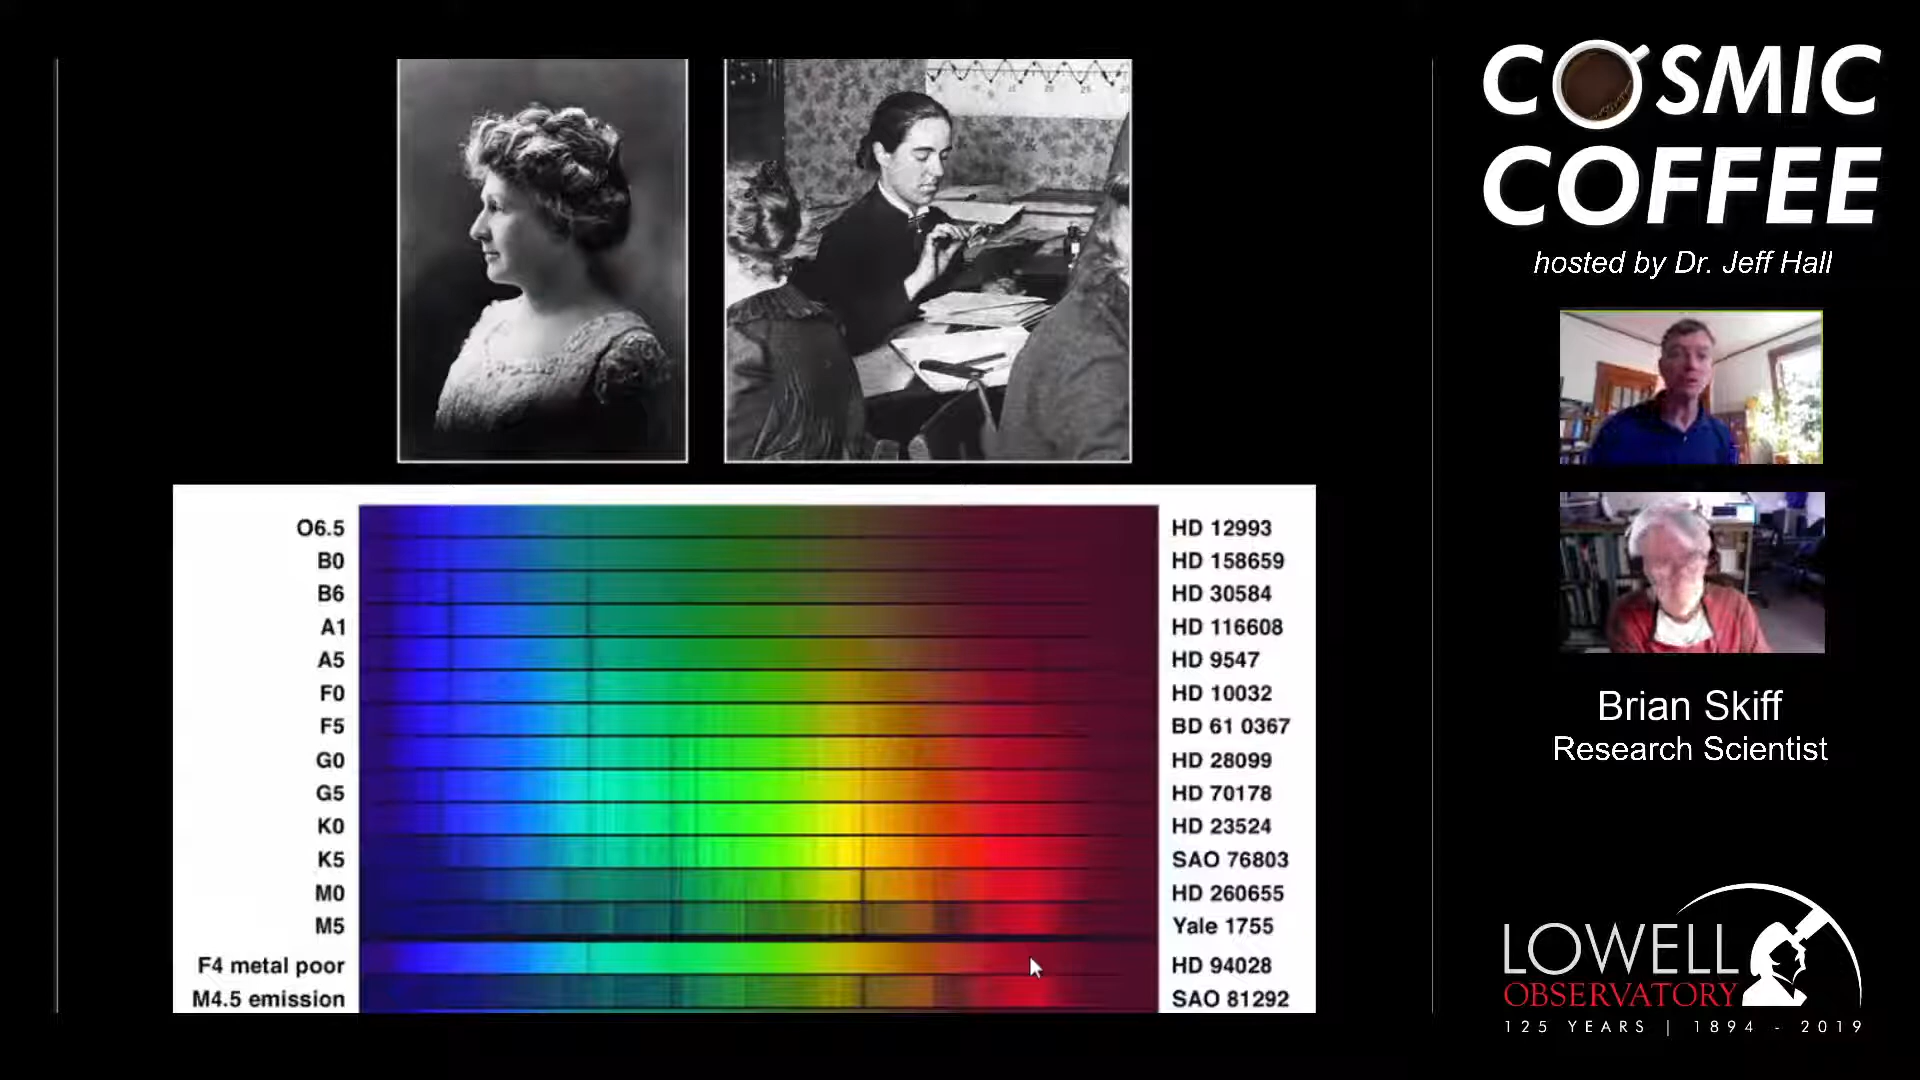 COSMIC
COFFEE
hosted by Dr. Jeff Hall
O6.5 HD 12993
B0 HD 158659
B6 HD 30584
A1 HD 116608
A5 HD 9547
F0 HD 10032
F5 BD 61 0367
G0 HD 28099
G5 HD 70178
K0 HD 23524
K5 SAO 76803
M0 HD 260655
M5 Yale 1755
F4 metal poor HD 94028
M4.5 emission SAO 81292
Brian Skiff
Research Scientist
LOWELL
OBSERVATORY
125 YEARS | 1894 - 2019